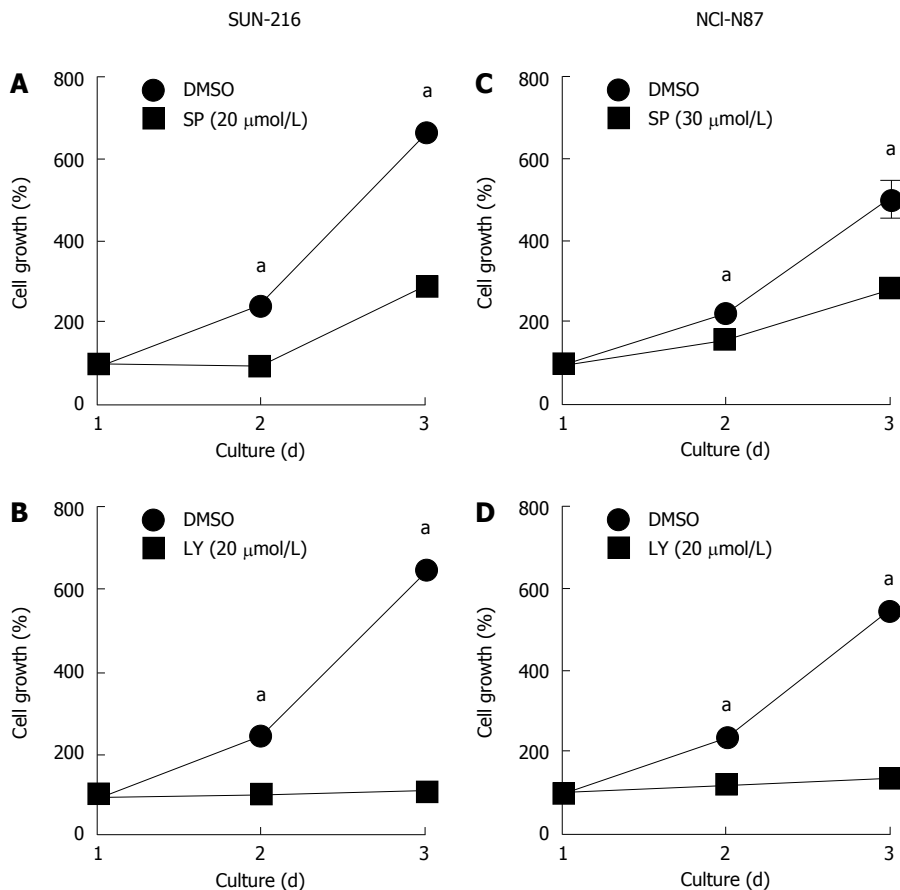 SUN-216
NCI-N87
A
800
600
400
200
0
Cell growth (%)
DMSO
SP (20 μmol/L)
a
a
1
2
3
Culture (d)
C
800
600
400
200
0
Cell growth (%)
DMSO
SP (30 μmol/L)
a
a
1
2
3
Culture (d)
B
800
600
400
200
0
Cell growth (%)
DMSO
LY (20 μmol/L)
a
a
1
2
3
Culture (d)
D
800
600
400
200
0
Cell growth (%)
DMSO
LY (20 μmol/L)
a
a
1
2
3
Culture (d)